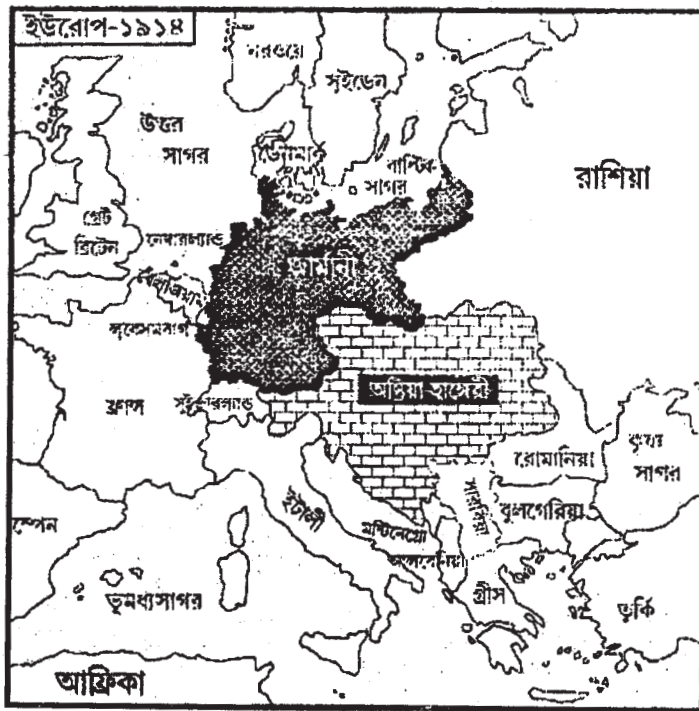 ইউরোপ-১৯১৪
নরওয়ে
সুইডেন
উত্তর
সাগর
ডেনমার্ক
বাল্টিক
সাগর
রাশিয়া
গ্রেট
ব্রিটেন
নেদারল্যান্ড
জার্মানী
বেলজিয়াম
লুক্সেমবার্গ
ফ্রান্স
সুইজারল্যান্ড
অস্ট্রিয়া হাঙ্গেরী
রোমানিয়া
কৃষ্ণ
সাগর
সার্বিয়া
বুলগেরিয়া
স্পেন
ইটালী
মন্টিনেগ্রো
আলবেনিয়া
ভূমধ্যসাগর
গ্রীস
তুর্কি
আফ্রিকা